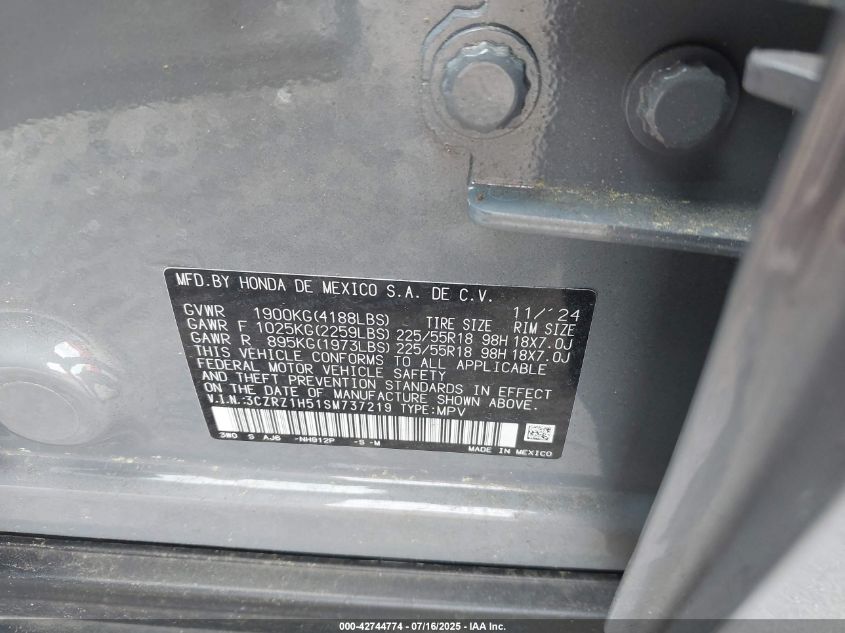 MFD.BY HONDA DE MEXICO S.A. DE C.V.
11/'24
GVWR 1900KG(4188LBS) TIRE SIZE RIM SIZE
GAWR F 1025KG(2259LBS) 225/55R18 98H 18X7.0J
GAWR R 895KG(1973LBS) 225/55R18 98H 18X7.0J
THIS VEHICLE CONFORMS TO ALL APPLICABLE
FEDERAL MOTOR VEHICLE SAFETY
AND THEFT PREVENTION STANDARDS IN EFFECT
ON THE DATE OF MANUFACTURE SHOWN ABOVE.
V.I.N.:3CZRZ1H51SM737219 TYPE:MPV
3W0 S AJ6 -NH912P -S -M
MADE IN MEXICO
000-42744774 - 07/16/2025 - IAA Inc.